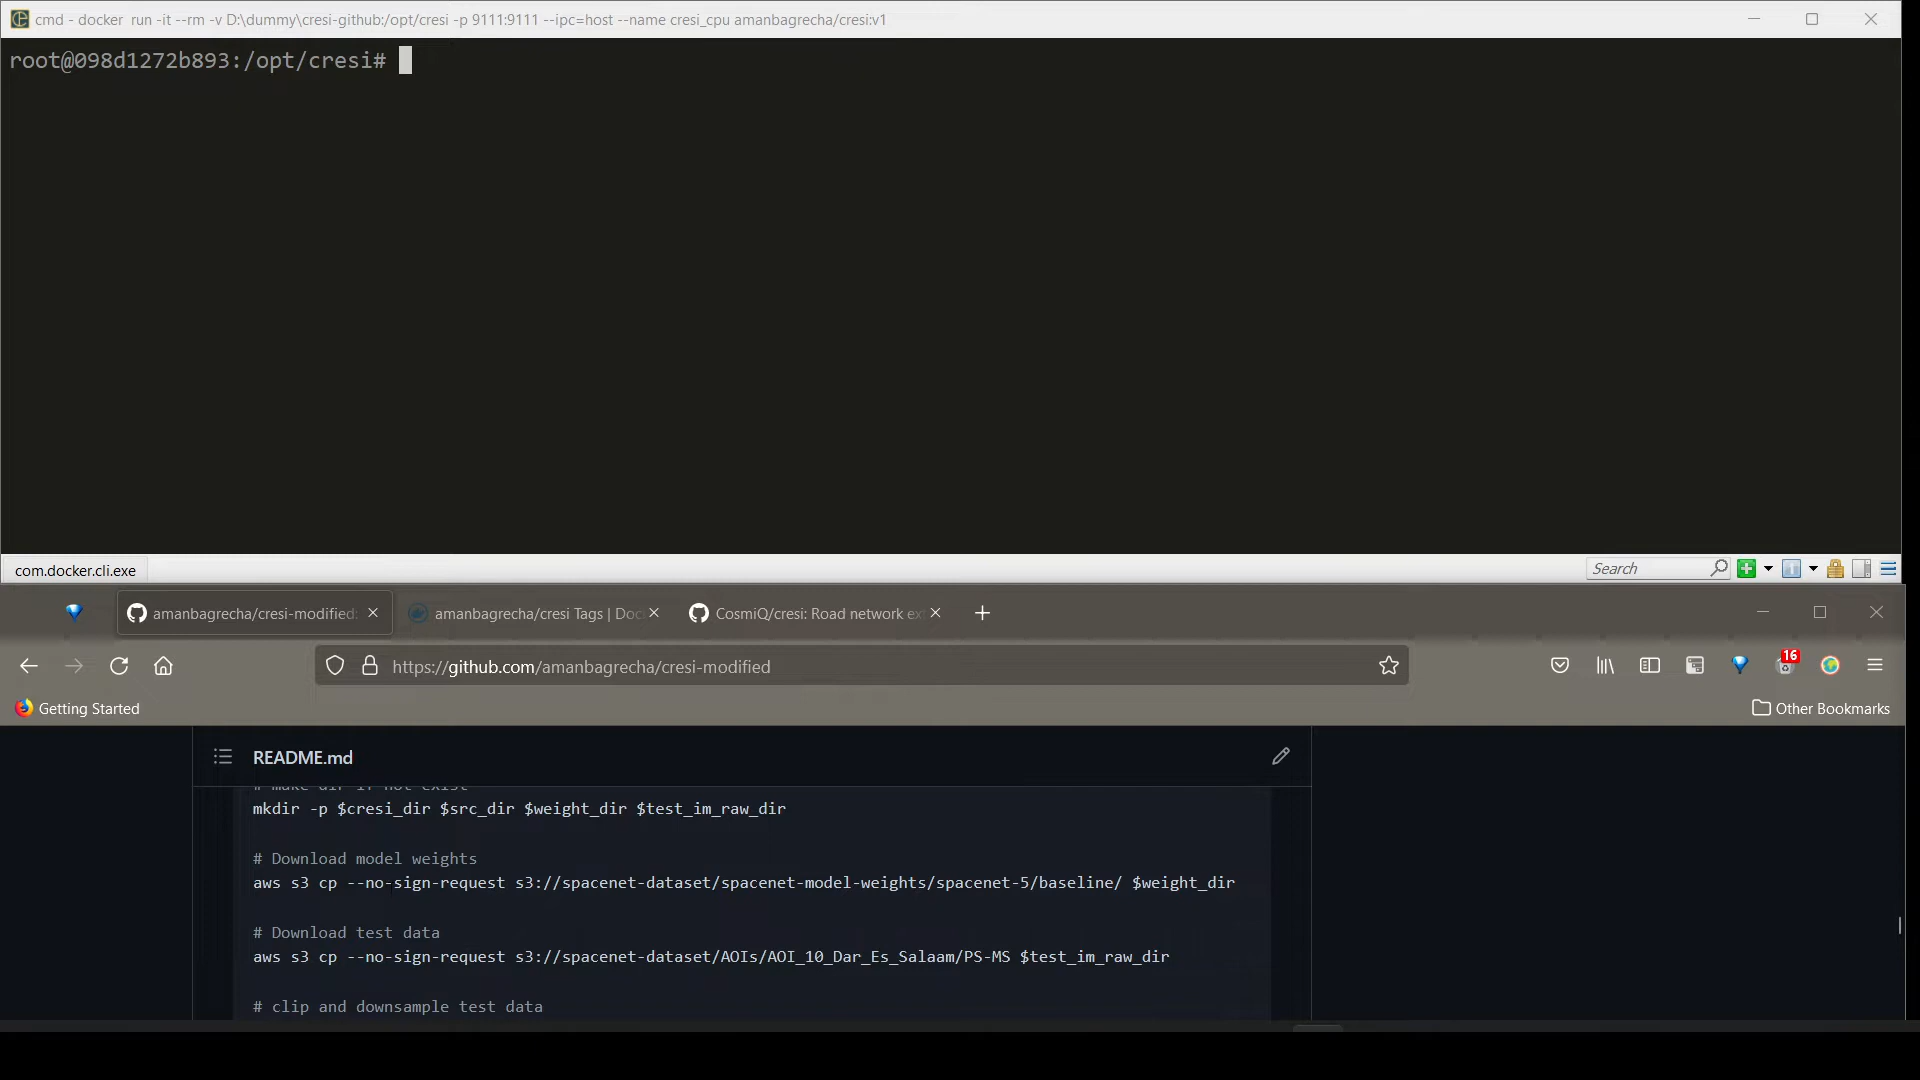 cmd - docker  run -it --rm -v D:\dummy\cresi-github:/opt/cresi -p 9111:9111 --ipc=host --name cresi_cpu amanbagrecha/cresi:v1
root@098d1272b893:/opt/cresi#
com.docker.cli.exe
Search
amanbagrecha/cresi-modified:
amanbagrecha/cresi Tags | Doc
CosmiQ/cresi: Road network ex
https://github.com/amanbagrecha/cresi-modified
16
Getting Started
Other Bookmarks
README.md
# make dir if not exist
mkdir -p $cresi_dir $src_dir $weight_dir $test_im_raw_dir
# Download model weights
aws s3 cp --no-sign-request s3://spacenet-dataset/spacenet-model-weights/spacenet-5/baseline/ $weight_dir
# Download test data
aws s3 cp --no-sign-request s3://spacenet-dataset/AOIs/AOI_10_Dar_Es_Salaam/PS-MS $test_im_raw_dir
# clip and downsample test data